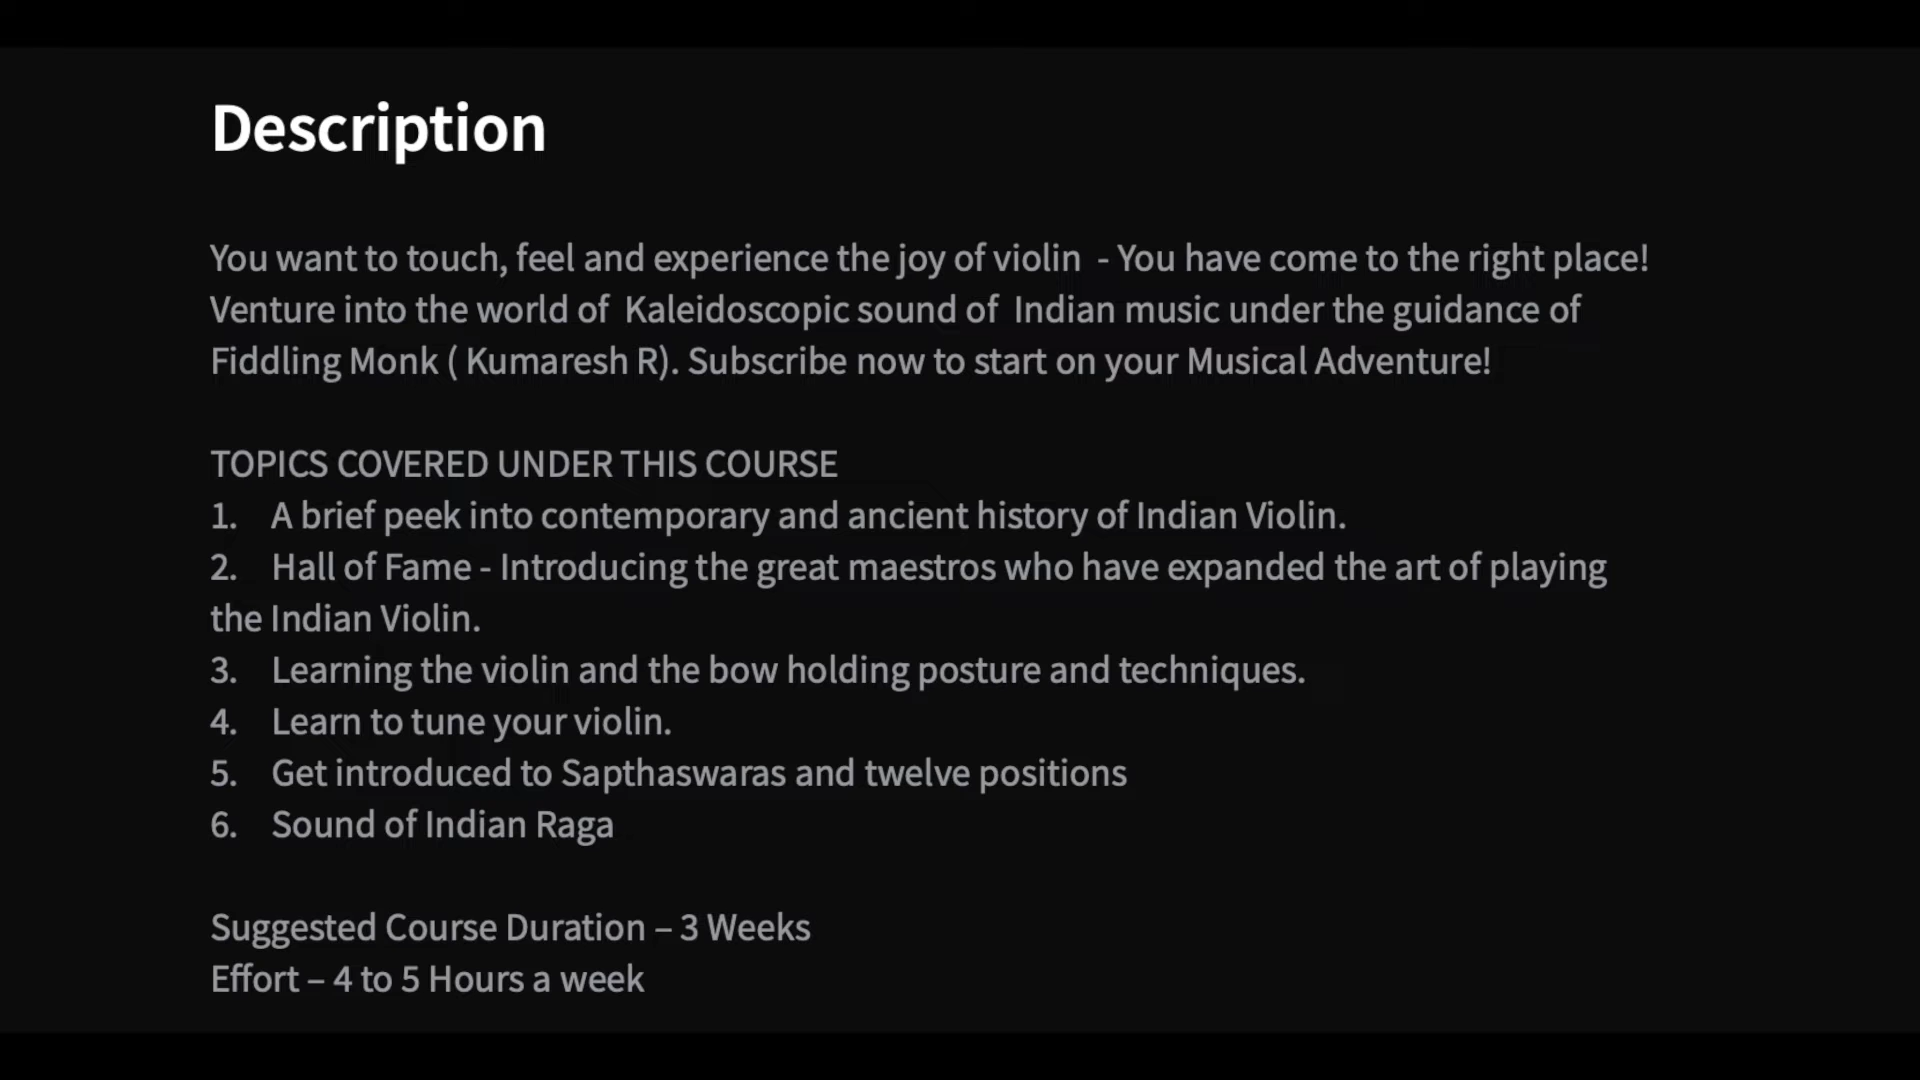 Description
You want to touch, feel and experience the joy of violin  - You have come to the right place!
Venture into the world of  Kaleidoscopic sound of  Indian music under the guidance of
Fiddling Monk ( Kumaresh R). Subscribe now to start on your Musical Adventure!
TOPICS COVERED UNDER THIS COURSE
1.    A brief peek into contemporary and ancient history of Indian Violin.
2.    Hall of Fame - Introducing the great maestros who have expanded the art of playing
the Indian Violin.
3.    Learning the violin and the bow holding posture and techniques.
4.    Learn to tune your violin.
5.    Get introduced to Sapthaswaras and twelve positions
6.    Sound of Indian Raga
Suggested Course Duration – 3 Weeks
Effort – 4 to 5 Hours a week